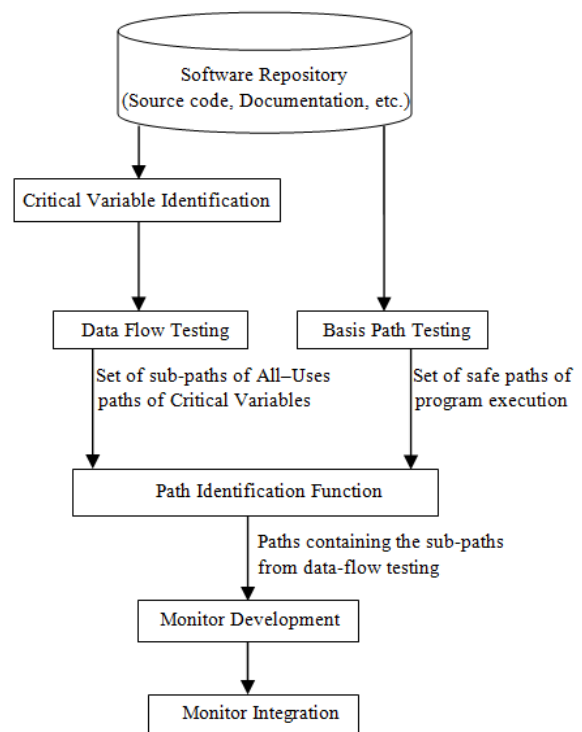 Software Repository
(Source code, Documentation, etc.)
Critical Variable Identification
Data Flow Testing
Basis Path Testing
Set of sub-paths of All–Uses
paths of Critical Variables
Set of safe paths of
program execution
Path Identification Function
Paths containing the sub-paths
from data-flow testing
Monitor Development
Monitor Integration